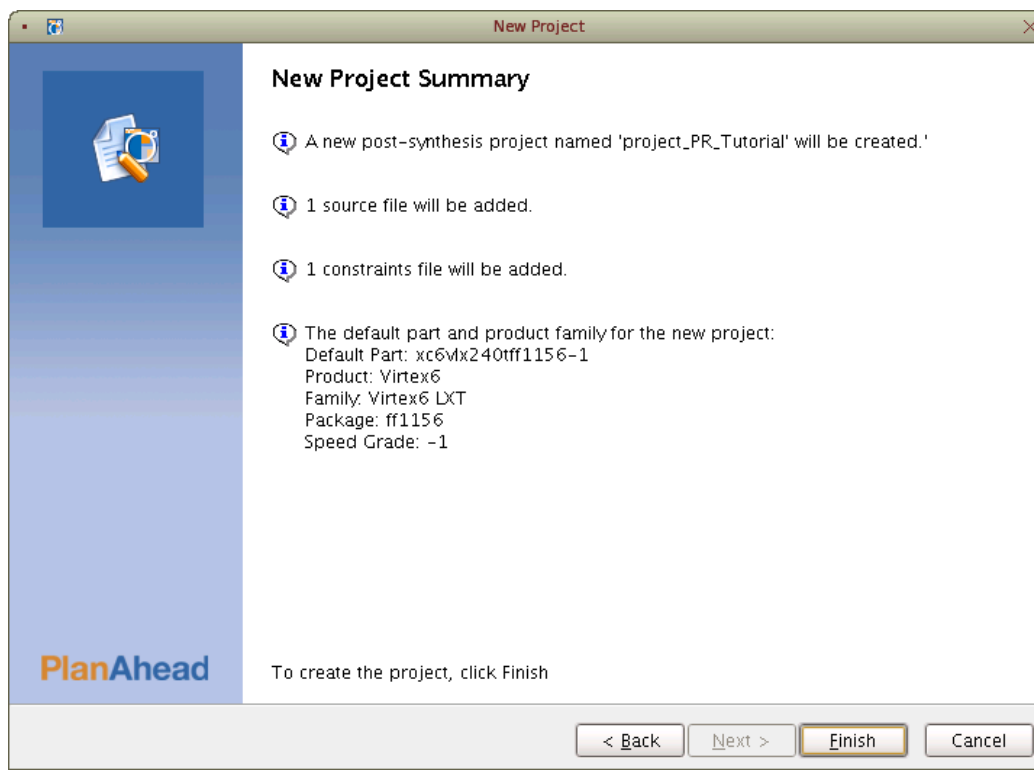 New Project
New Project Summary
A new post-synthesis project named 'project_PR_Tutorial' will be created.'
1 source file will be added.
1 constraints file will be added.
The default part and product family for the new project:
Default Part: xc6vlx240tff1156-1
Product: Virtex6
Family: Virtex6 LXT
Package: ff1156
Speed Grade: -1
PlanAhead
To create the project, click Finish
< Back Next > Finish Cancel